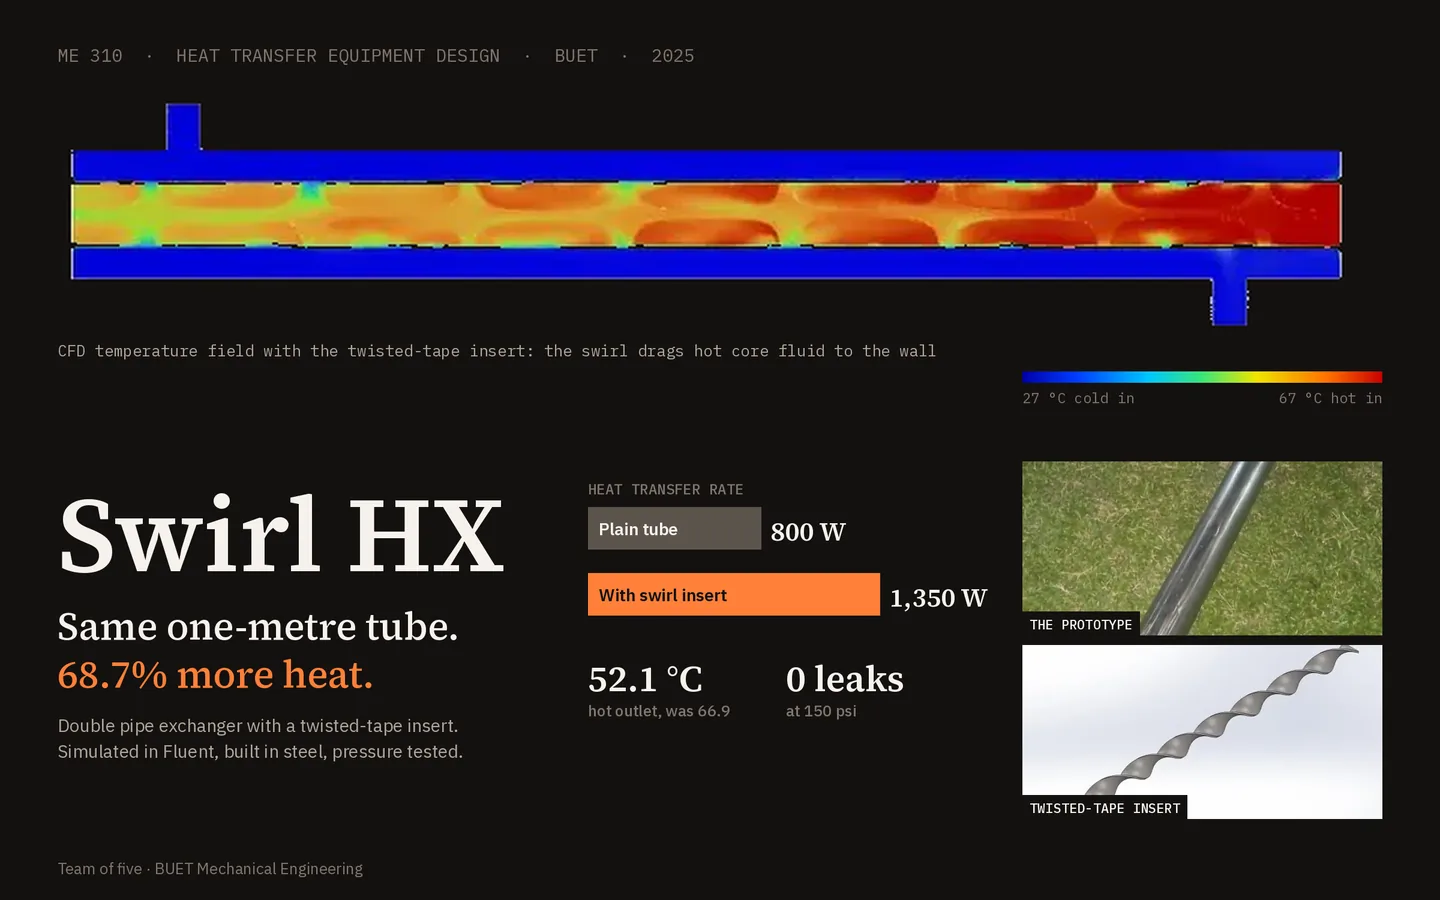 ME 310 · HEAT TRANSFER EQUIPMENT DESIGN · BUET · 2025
CFD temperature field with the twisted-tape insert: the swirl drags hot core fluid to the wall
27 °C cold in
67 °C hot in
Swirl HX
Same one-metre tube.
68.7% more heat.
Double pipe exchanger with a twisted-tape insert.
Simulated in Fluent, built in steel, pressure tested.
HEAT TRANSFER RATE
Plain tube
800 W
With swirl insert
1,350 W
52.1 °C
hot outlet, was 66.9
0 leaks
at 150 psi
THE PROTOTYPE
TWISTED-TAPE INSERT
Team of five · BUET Mechanical Engineering